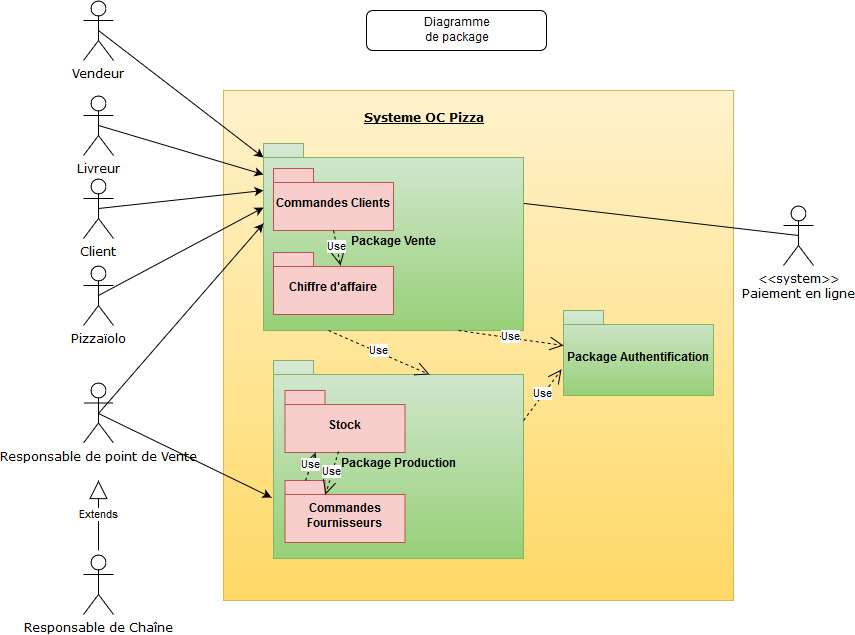 Diagramme
de package
Vendeur
Systeme OC Pizza
Livreur
Commandes Clients
Use
Package Vente
Client
Chiffre d'affaire
<<system>>
Paiement en ligne
Pizzaïolo
Use
Use
Package Authentification
Use
Stock
Responsable de point de Vente
Use
Use
Package Production
Commandes
Fournisseurs
Extends
Responsable de Chaîne